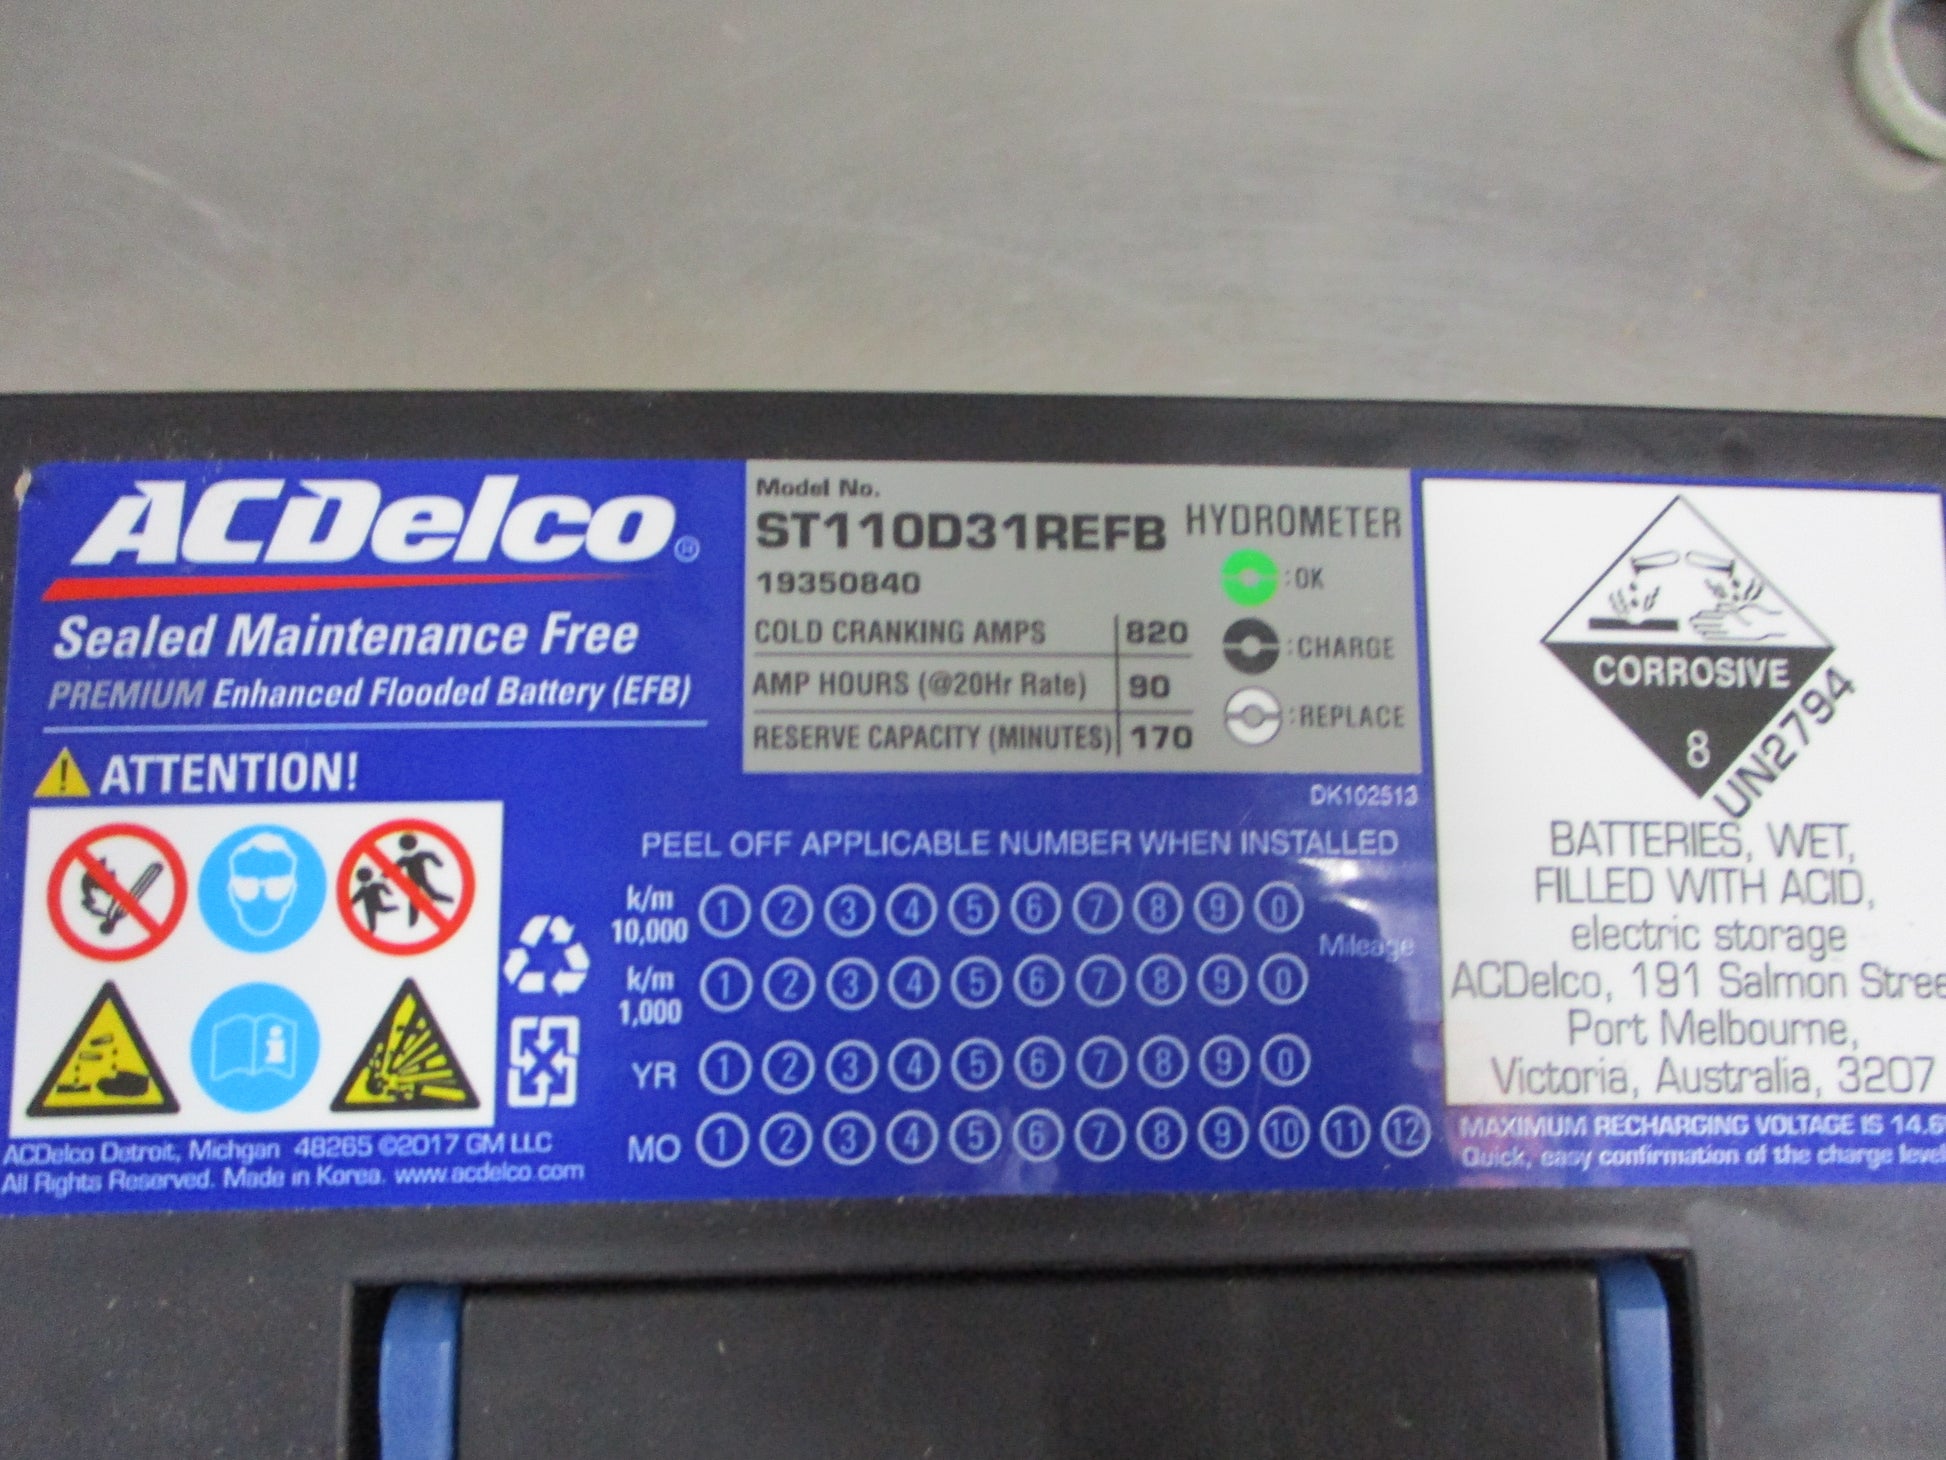 ACDelco®
Sealed Maintenance Free
PREMIUM Enhanced Flooded Battery (EFB)
ATTENTION!
ACDelco Detroit, Michgan 48265 ©2017 GM LLC
All Rights Reserved. Made in Korea. www.acdelco.com
Model No.
ST110D31REFB
19350840
COLD CRANKING AMPS 820
AMP HOURS (@20Hr Rate) 90
RESERVE CAPACITY (MINUTES) 170
HYDROMETER
:OK
:CHARGE
:REPLACE
DK102513
PEEL OFF APPLICABLE NUMBER WHEN INSTALLED
k/m 10,000 1 2 3 4 5 6 7 8 9 0
Mileage
k/m 1,000 1 2 3 4 5 6 7 8 9 0
YR 1 2 3 4 5 6 7 8 9 0
MO 1 2 3 4 5 6 7 8 9 10 11 12
CORROSIVE
8
UN2794
BATTERIES, WET,
FILLED WITH ACID,
electric storage
ACDelco, 191 Salmon Stree
Port Melbourne,
Victoria, Australia, 3207
MAXIMUM RECHARGING VOLTAGE IS 14.6
Quick, easy confirmation of the charge level